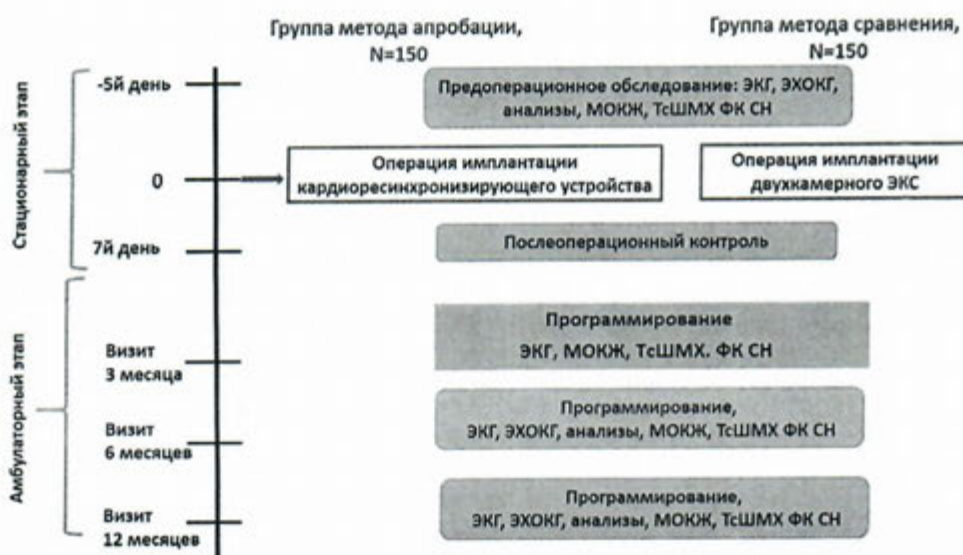 Группа метода апробации,
N=150
Группа метода сравнения,
N=150
Стационарный этап
-5й день
Предоперационное обследование: ЭКГ, ЭХОКГ,
анализы, МОКЖ, ТсШМХ ФК СН
0
Операция имплантации
кардиоресинхронизирующего устройства
Операция имплантации
двухкамерного ЭКС
7й день
Послеоперационный контроль
Амбулаторный этап
Визит
3 месяца
Программирование
ЭКГ, МОКЖ, ТсШМХ. ФК СН
Визит
6 месяцев
Программирование,
ЭКГ, ЭХОКГ, анализы, МОКЖ, ТсШМХ ФК СН
Визит
12 месяцев
Программирование,
ЭКГ, ЭХОКГ, анализы, МОКЖ, ТсШМХ ФК СН